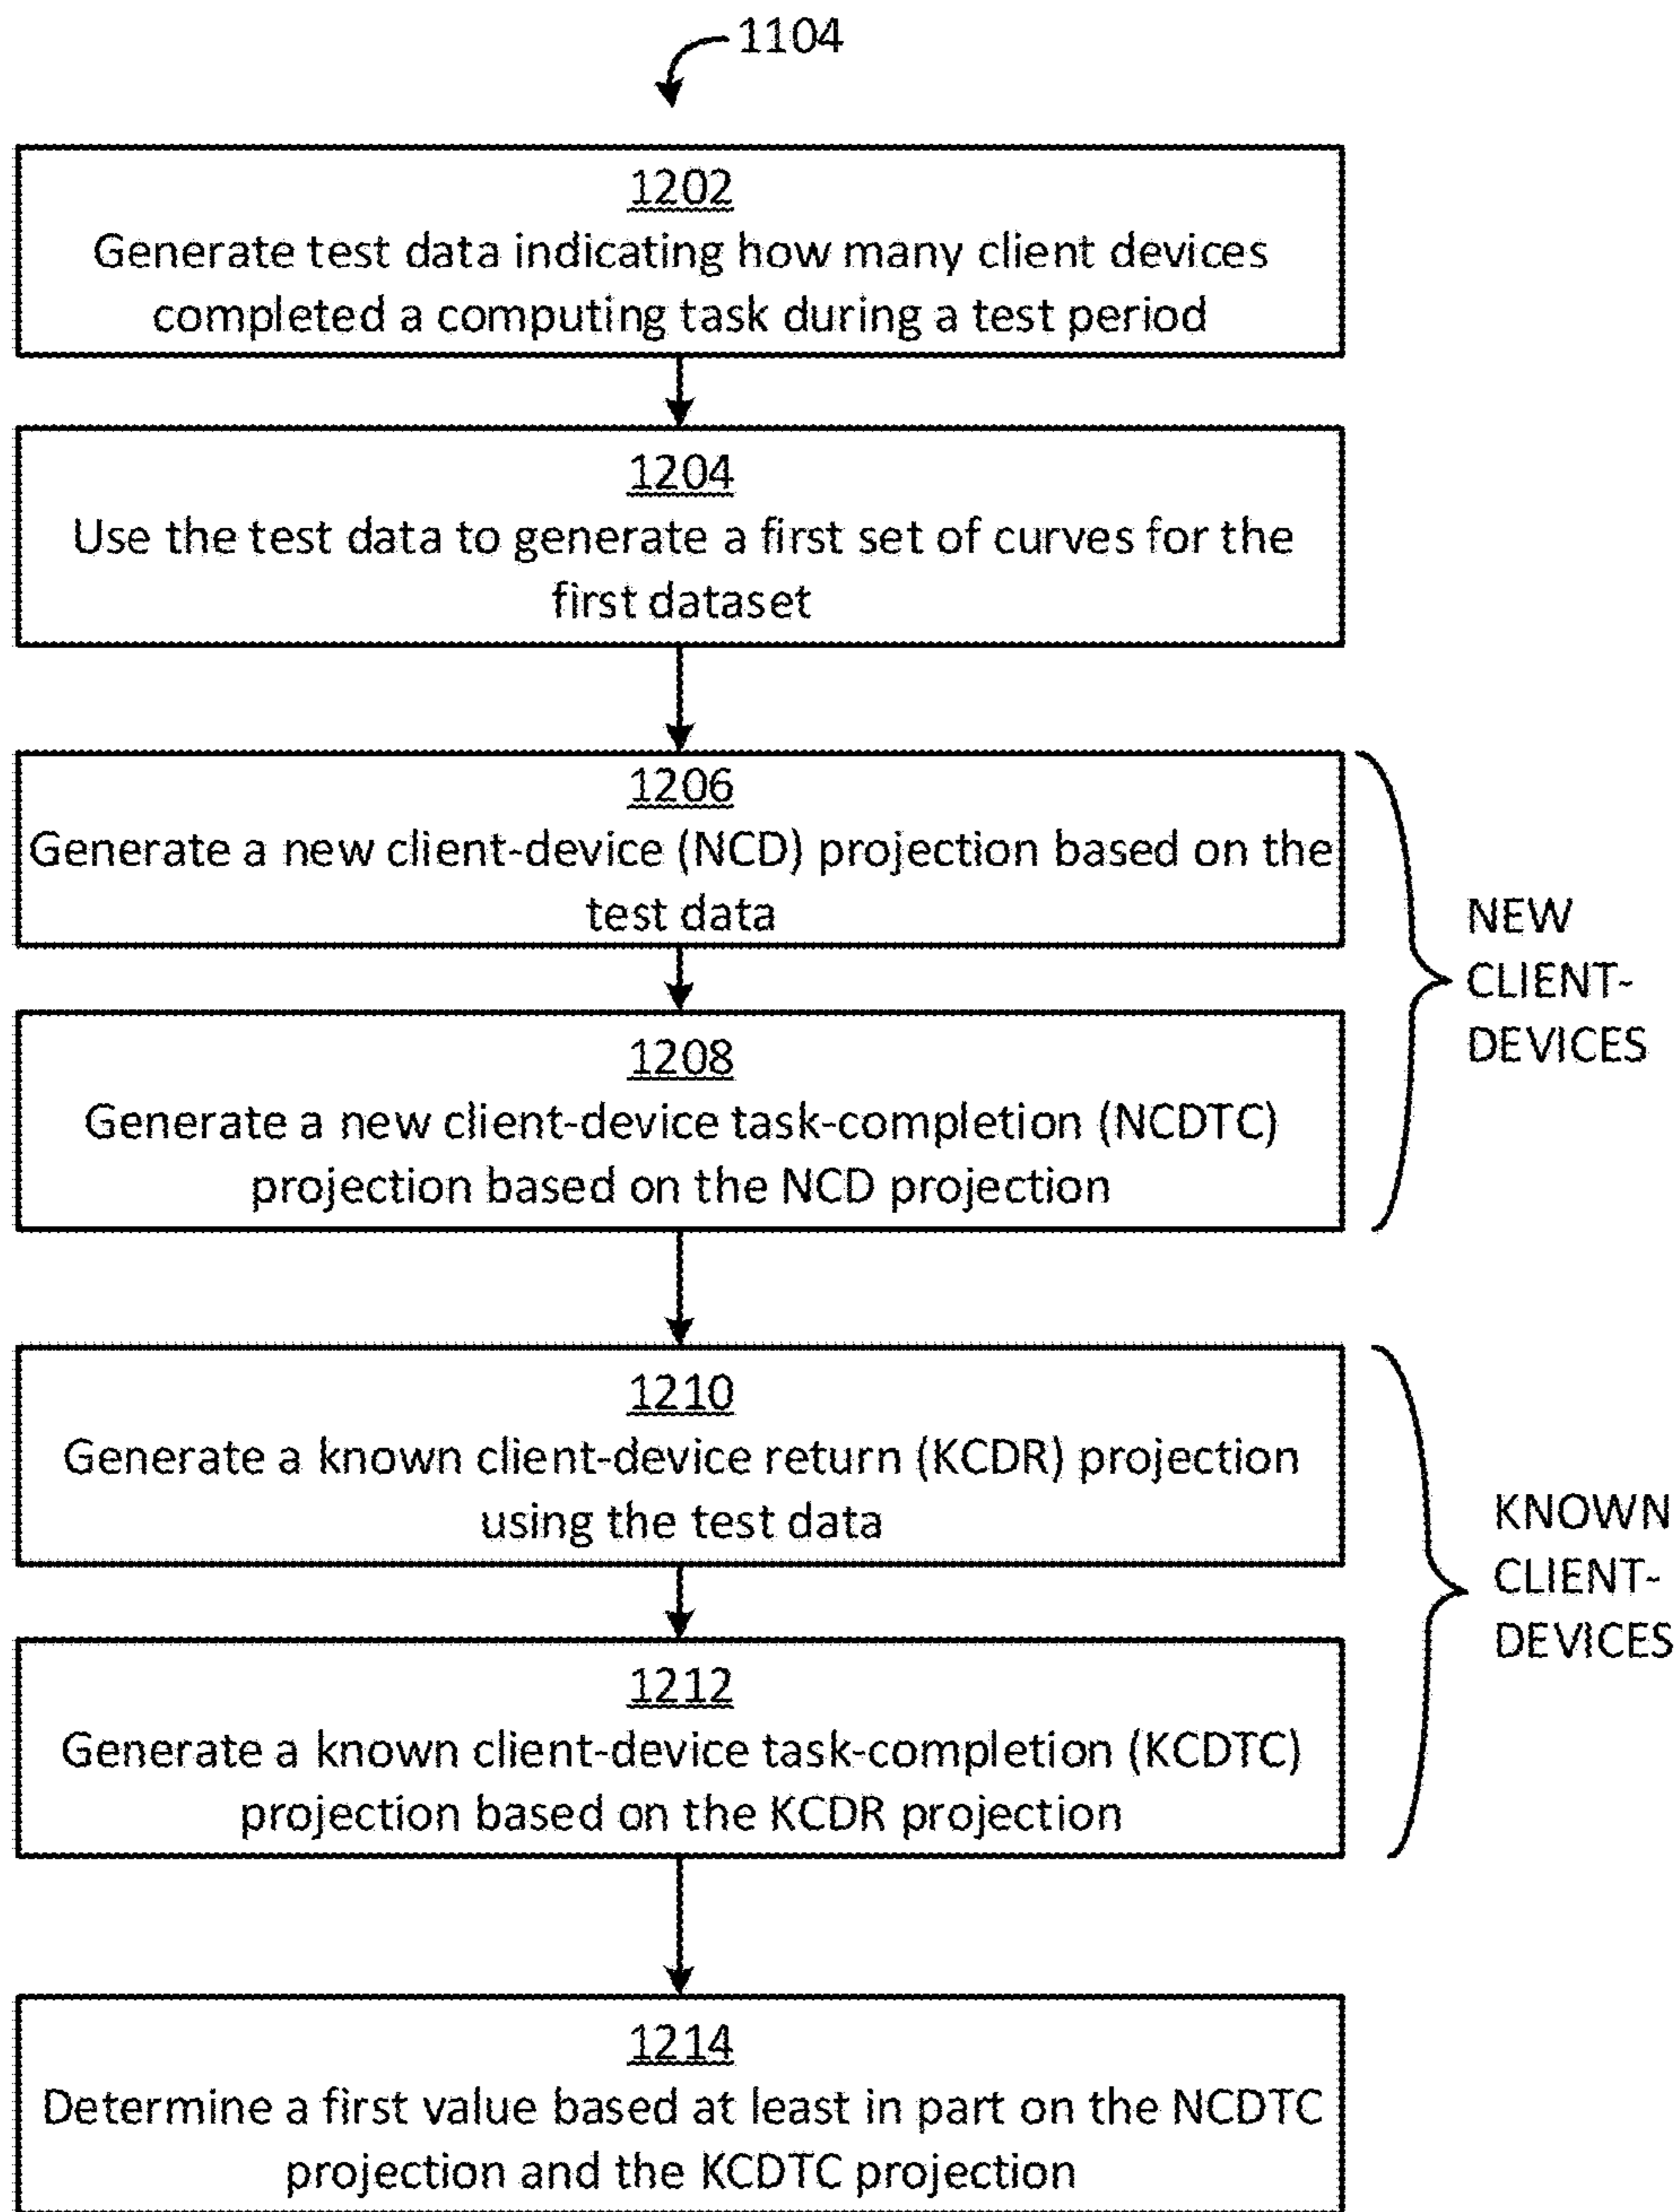 1104
1202
Generate test data indicating how many client devices
completed a computing task during a test period
1204
Use the test data to generate a first set of curves for the
first dataset
1206
Generate a new client-device (NCD) projection based on the
test data
1208
Generate a new client-device task-completion (NCDTC)
projection based on the NCD projection
NEW
CLIENT-
DEVICES
1210
Generate a known client-device return (KCDR) projection
using the test data
1212
Generate a known client-device task-completion (KCDTC)
projection based on the KCDR projection
KNOWN
CLIENT-
DEVICES
1214
Determine a first value based at least in part on the NCDTC
projection and the KCDTC projection